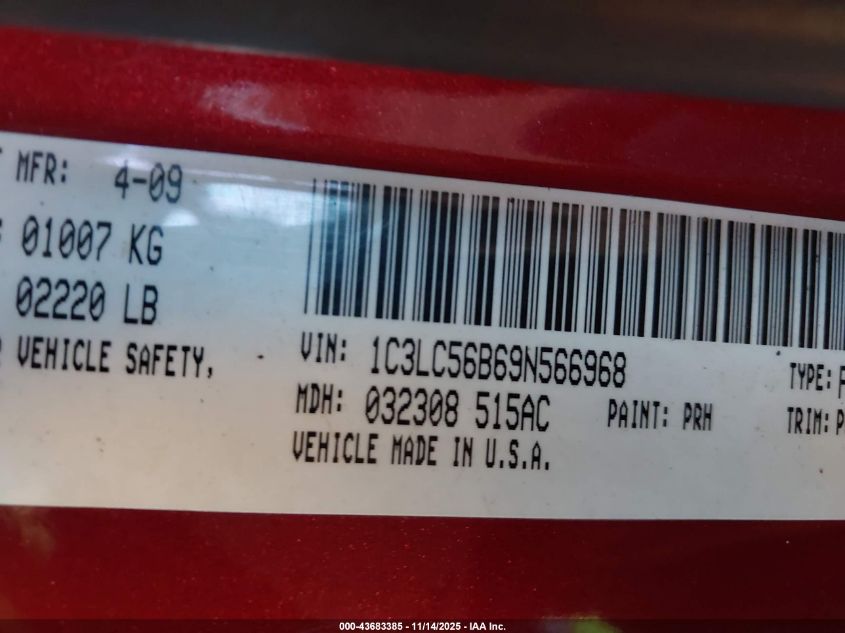 MFR: 4-09
01007 KG
02220 LB
VEHICLE SAFETY,
VIN: 1C3LC56B69N566968
TYPE:
MDH: 032308 515AC PAINT: PRH TRIM: P
VEHICLE MADE IN U.S.A.
000-43683385 - 11/14/2025 - IAA Inc.